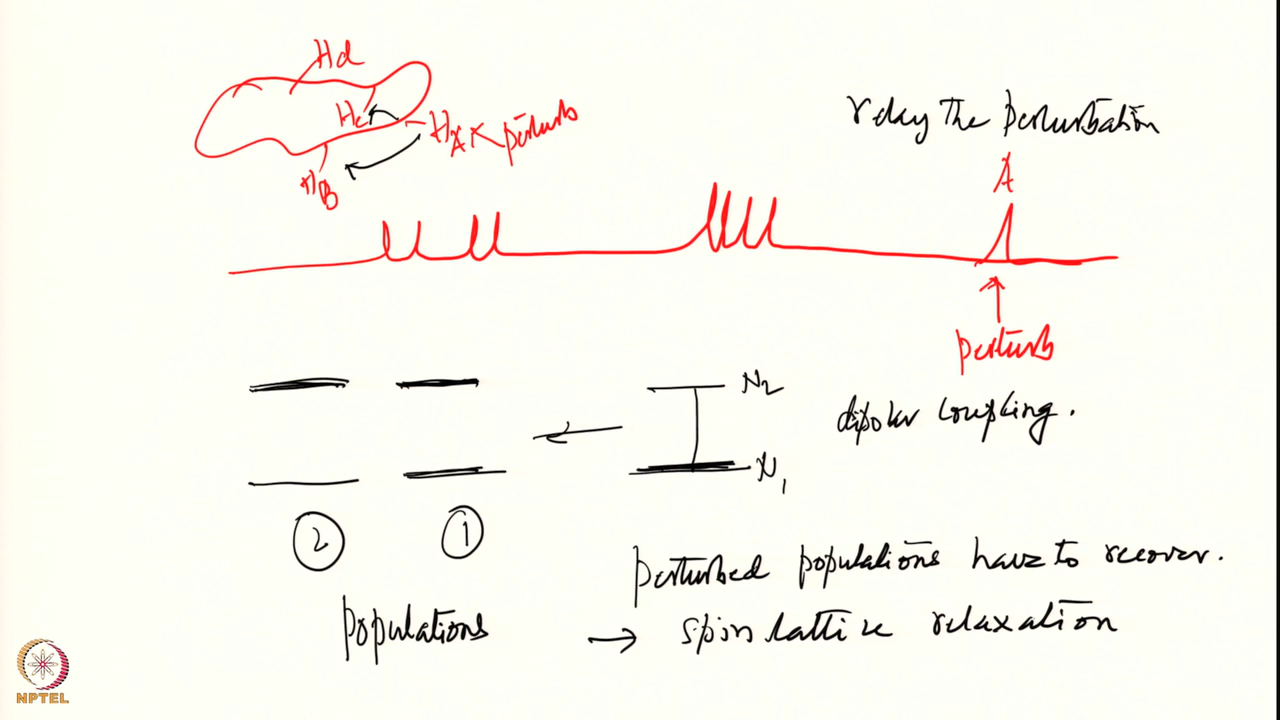 Hd
relay the perturbation
Hc
HA perturb
HB
A
perturb
N2
dipolar coupling.
N1
2
1
perturbed populations have to recover.
populations
→ spin lattice relaxation
NPTEL